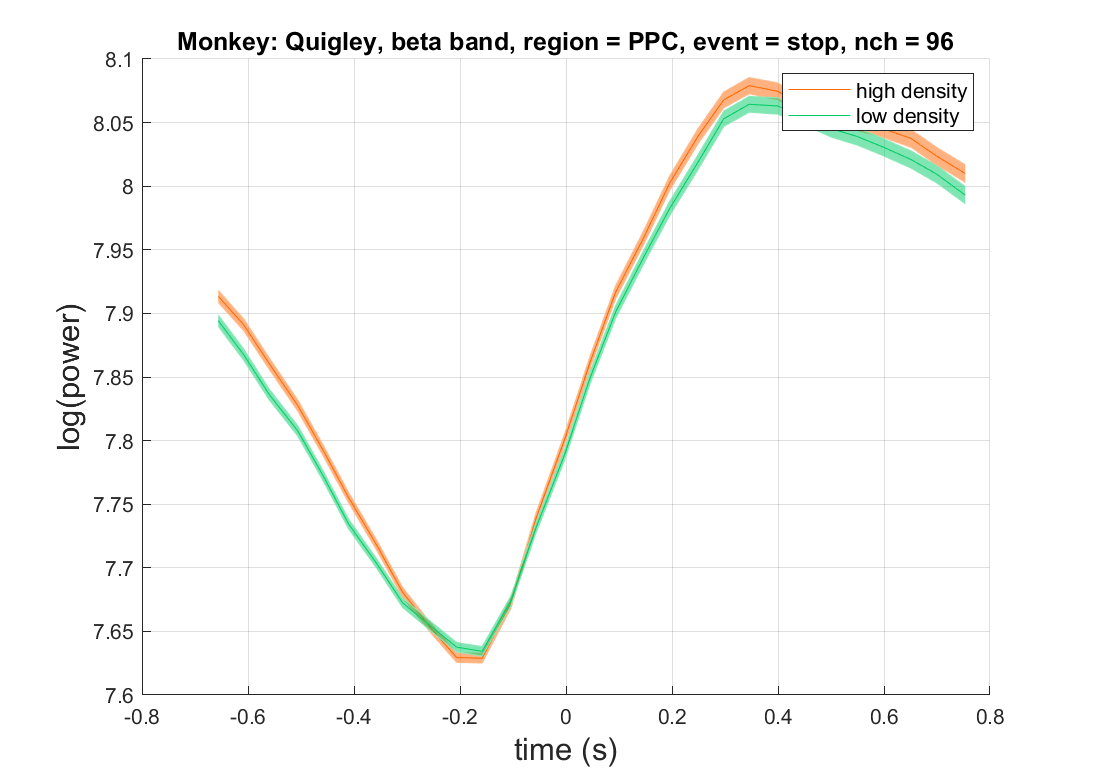 Monkey: Quigley, beta band, region = PPC, event = stop, nch = 96
8.1
high density
low density
8.05
8
7.95
7.9
7.85
7.8
7.75
7.7
7.65
7.6
log(power)
-0.8 -0.6 -0.4 -0.2 0 0.2 0.4 0.6 0.8
time (s)